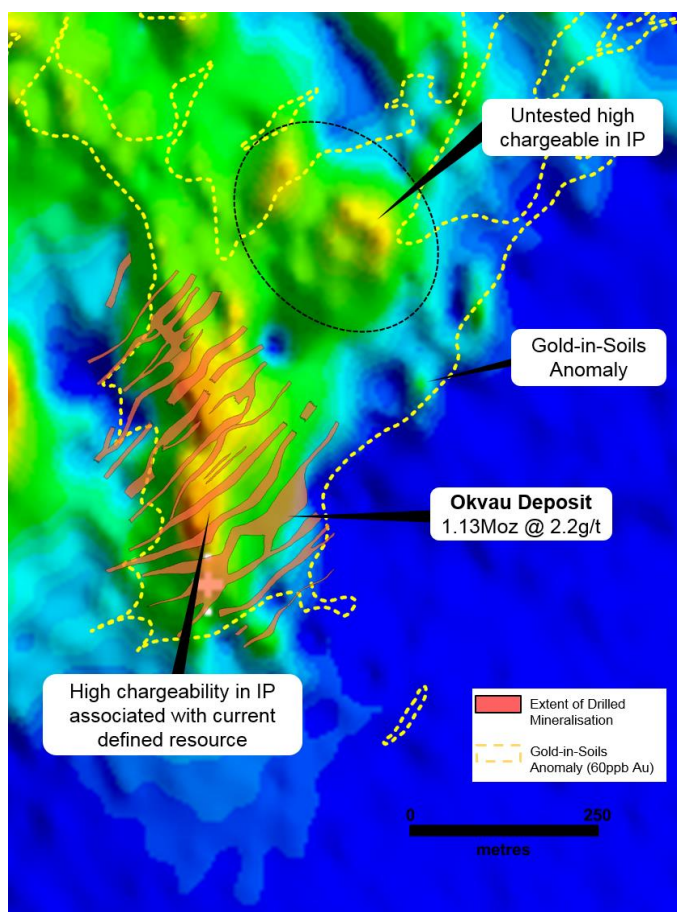 Untested high
chargeable in IP
Gold-in-Soils
Anomaly
Okvau Deposit
1.13Moz @ 2.2g/t
High chargeability in IP
associated with current
defined resource
Extent of Drilled
Mineralisation
Gold-in-Soils
Anomaly (60ppb Au)
0 250
metres